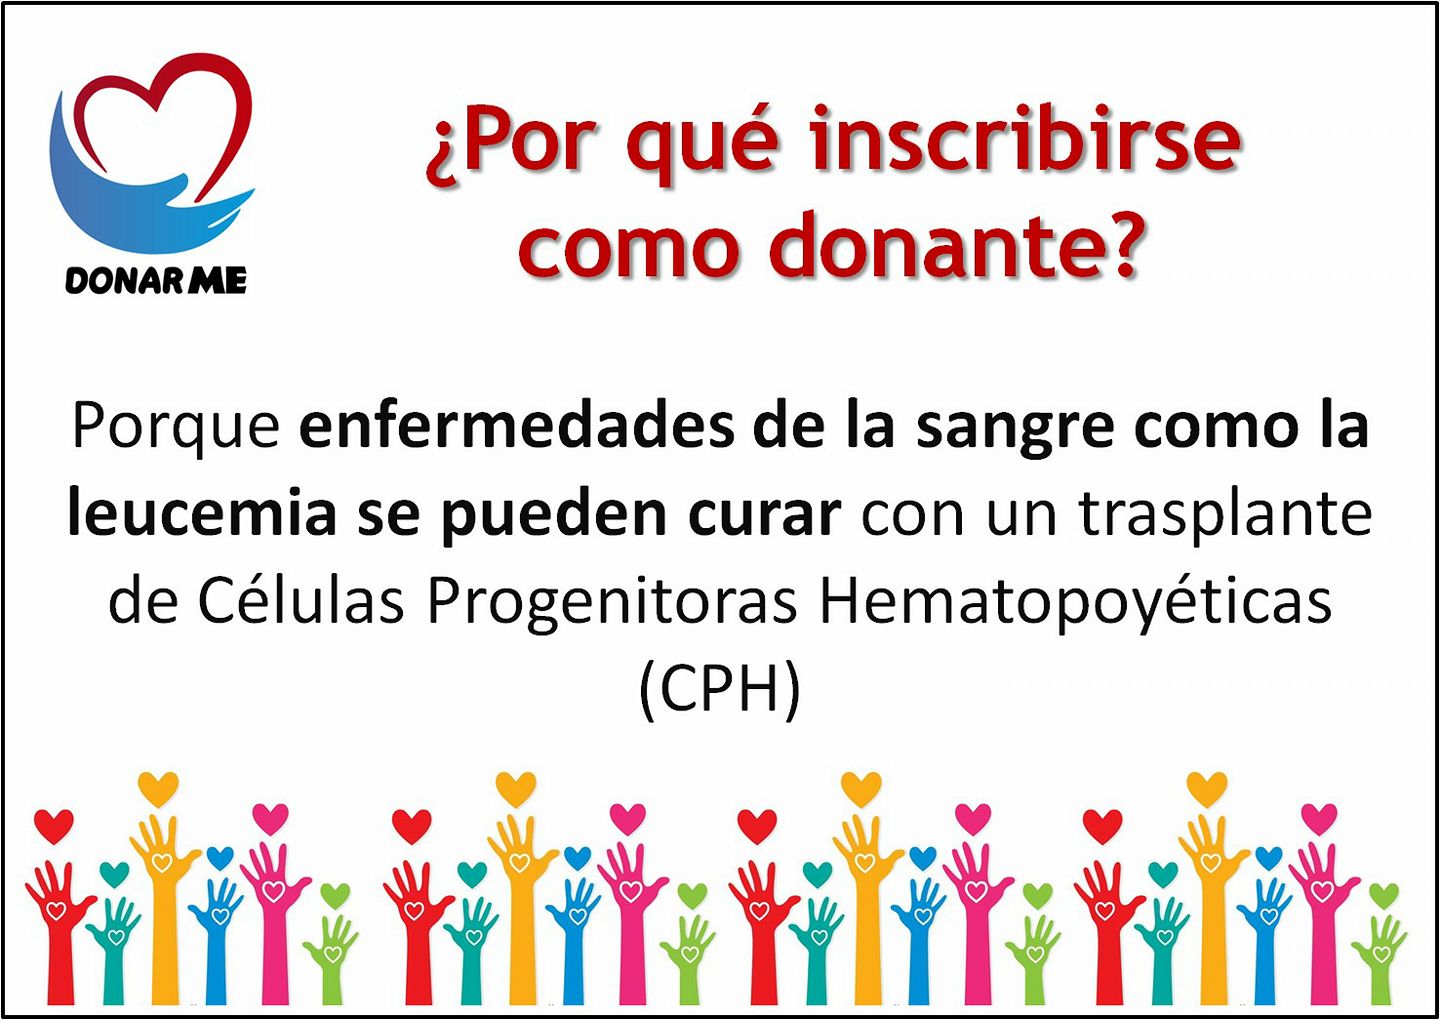 DONAR ME
¿Por qué inscribirse
como donante?
Porque enfermedades de la sangre como la
leucemia se pueden curar con un trasplante
de Células Progenitoras Hematopoyéticas
(CPH)